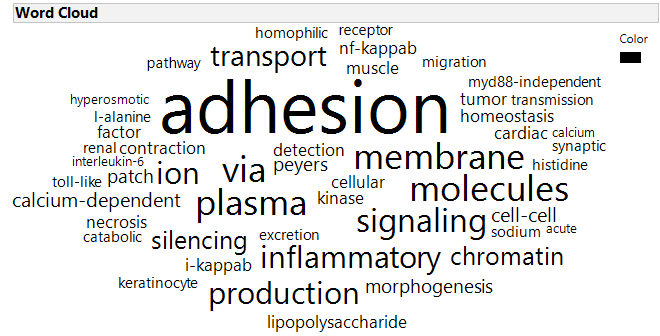 Word Cloud
Color
homophilic receptor
transport nf-kappab
pathway muscle migration
adhesion
myd88-independent
hyperosmotic
tumor transmission
l-alanine
homeostasis
factor
cardiac calcium
renal contraction
detection
synaptic
interleukin-6
ion via peyers membrane
histidine
toll-like patch
cellular
molecules
calcium-dependent
plasma kinase
signaling cell-cell
necrosis
sodium acute
catabolic silencing excretion
i-kappab inflammatory chromatin
keratinocyte
production morphogenesis
lipopolysaccharide